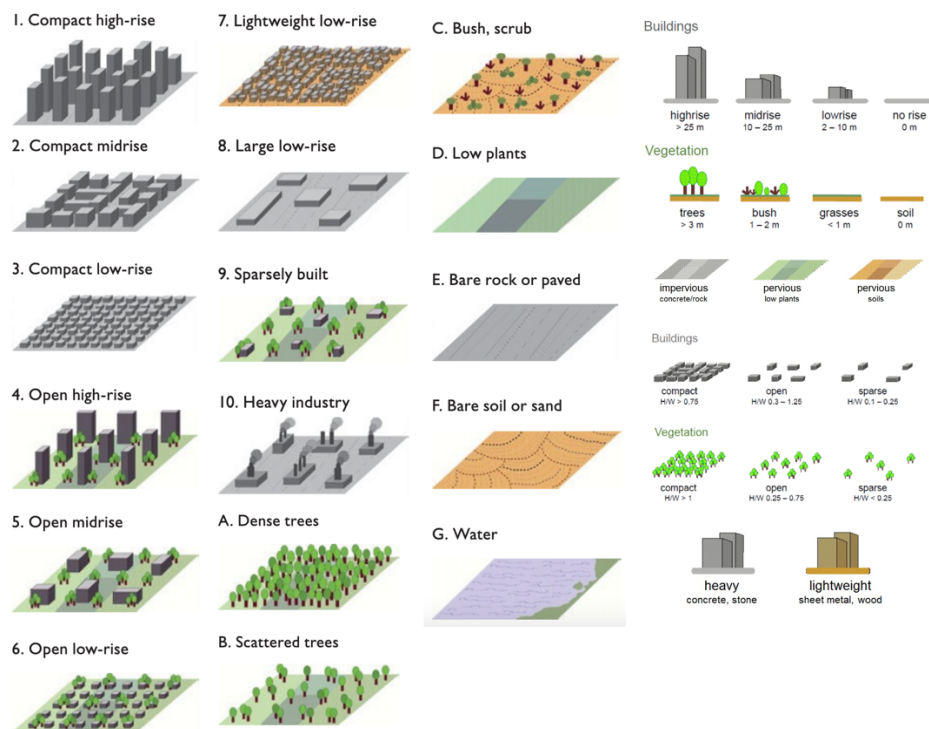 1. Compact high-rise
2. Compact midrise
3. Compact low-rise
4. Open high-rise
5. Open midrise
6. Open low-rise
7. Lightweight low-rise
8. Large low-rise
9. Sparsely built
10. Heavy industry
A. Dense trees
B. Scattered trees
C. Bush, scrub
D. Low plants
E. Bare rock or paved
F. Bare soil or sand
G. Water
Buildings
highrise
> 25 m
midrise
10 – 25 m
lowrise
2 – 10 m
no rise
0 m
Vegetation
trees
> 3 m
bush
1 – 2 m
grasses
< 1 m
soil
0 m
impervious
concrete/rock
pervious
low plants
pervious
soils
Buildings
compact
H/W > 0.75
open
H/W 0.3 – 1.25
sparse
H/W 0.1 – 0.25
Vegetation
compact
H/W > 1
open
H/W 0.25 – 0.75
sparse
H/W < 0.25
heavy
concrete, stone
lightweight
sheet metal, wood